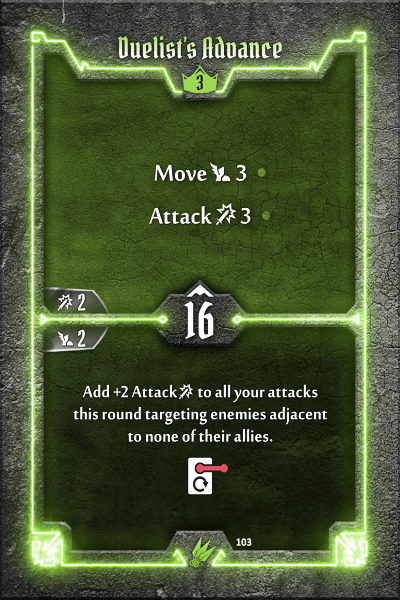 Duelist's Advance
3
Move 3
Attack 3
2
16
2
Add +2 Attack to all your attacks
this round targeting enemies adjacent
to none of their allies.
103